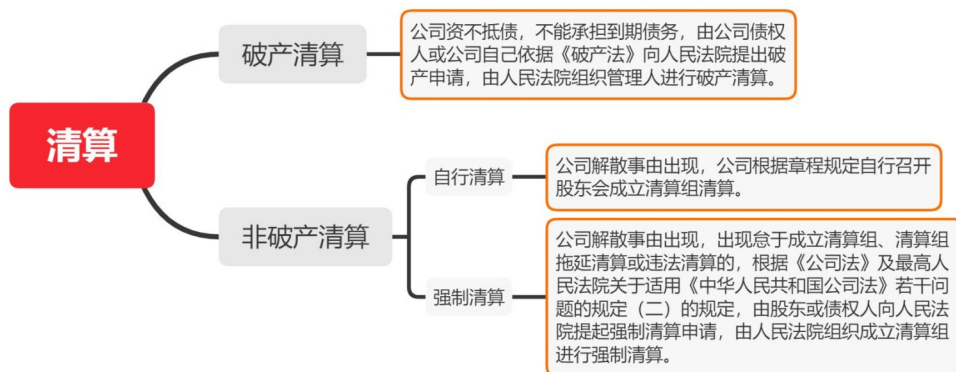 清算
破产清算
公司资不抵债，不能承担到期债务，由公司债权
人或公司自己依据《破产法》向人民法院提出破
产申请，由人民法院组织管理人进行破产清算。
非破产清算
自行清算
公司解散事由出现，公司根据章程规定自行召开
股东会成立清算组清算。
强制清算
公司解散事由出现，出现怠于成立清算组、清算组
拖延清算或违法清算的，根据《公司法》及最高人
民法院关于适用《中华人民共和国公司法》若干问
题的规定（二）的规定，由股东或债权人向人民法
院提起强制清算申请，由人民法院组织成立清算组
进行强制清算。